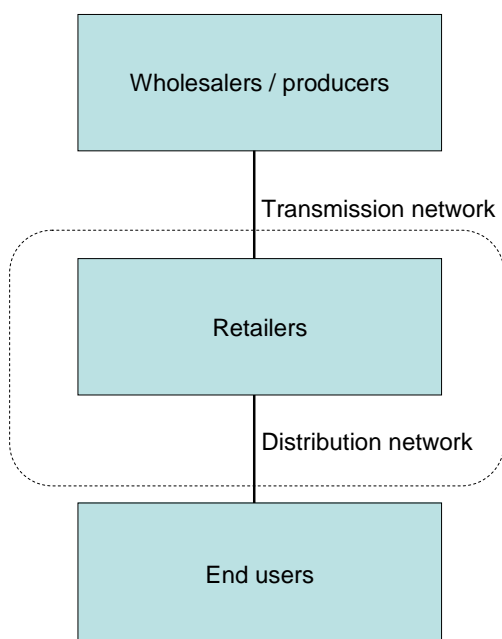 Wholesalers / producers
Transmission network
Retailers
Distribution network
End users